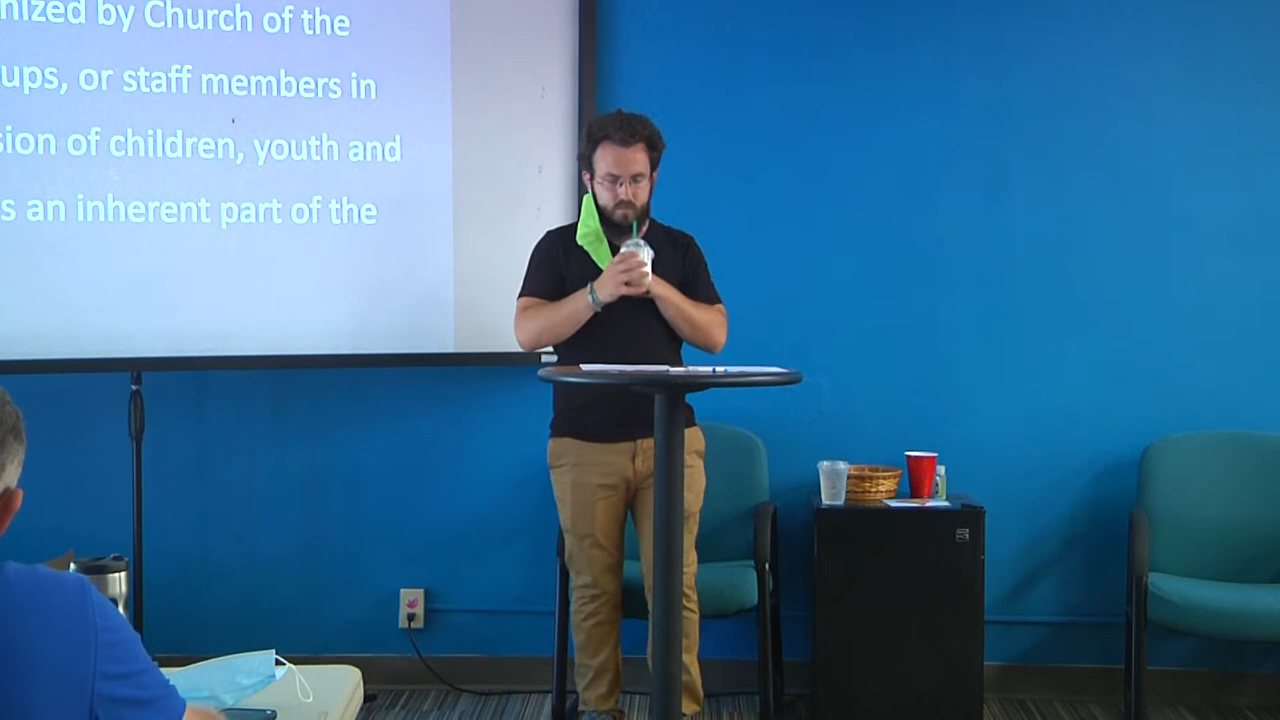 nized by Church of the
ups, or staff members in
sion of children, youth and
s an inherent part of the